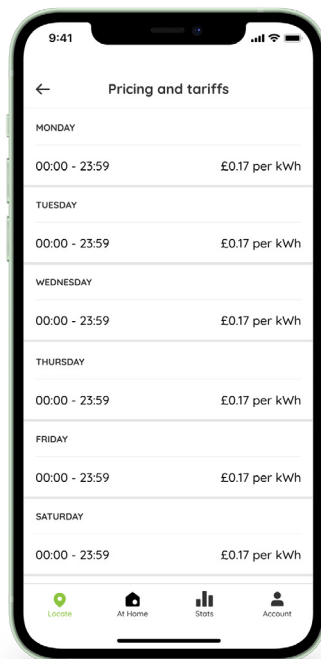 9:41
Pricing and tariffs
MONDAY
00:00 - 23:59 £0.17 per kWh
TUESDAY
00:00 - 23:59 £0.17 per kWh
WEDNESDAY
00:00 - 23:59 £0.17 per kWh
THURSDAY
00:00 - 23:59 £0.17 per kWh
FRIDAY
00:00 - 23:59 £0.17 per kWh
SATURDAY
00:00 - 23:59 £0.17 per kWh
Locate At Home Stats Account